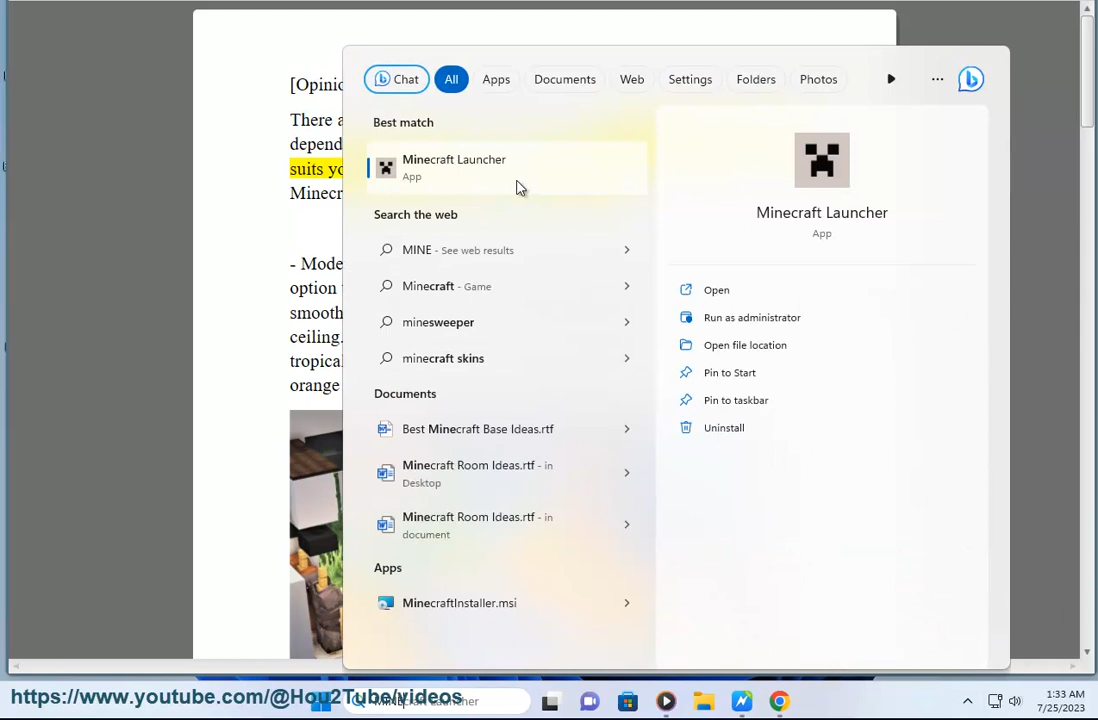 [Opinio
There a
depend
suits yo
Minecr
- Mode
option
smooth
ceiling.
tropical
orange
Chat All Apps Documents Web Settings Folders Photos
Best match
Minecraft Launcher
App
Search the web
MINE - See web results
Minecraft - Game
minesweeper
minecraft skins
Documents
Best Minecraft Base Ideas.rtf
Minecraft Room Ideas.rtf - in
Desktop
Minecraft Room Ideas.rtf - in
document
Apps
MinecraftInstaller.msi
Minecraft Launcher
App
Open
Run as administrator
Open file location
Pin to Start
Pin to taskbar
Uninstall
https://www.youtube.com/@Hou2Tube/videos
MINEcraft Launcher
1:33 AM
7/25/2023